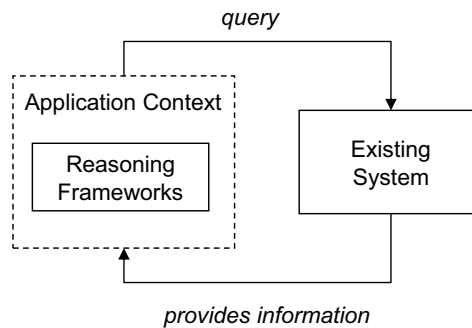 query
Application Context
Reasoning
Frameworks
Existing
System
provides information